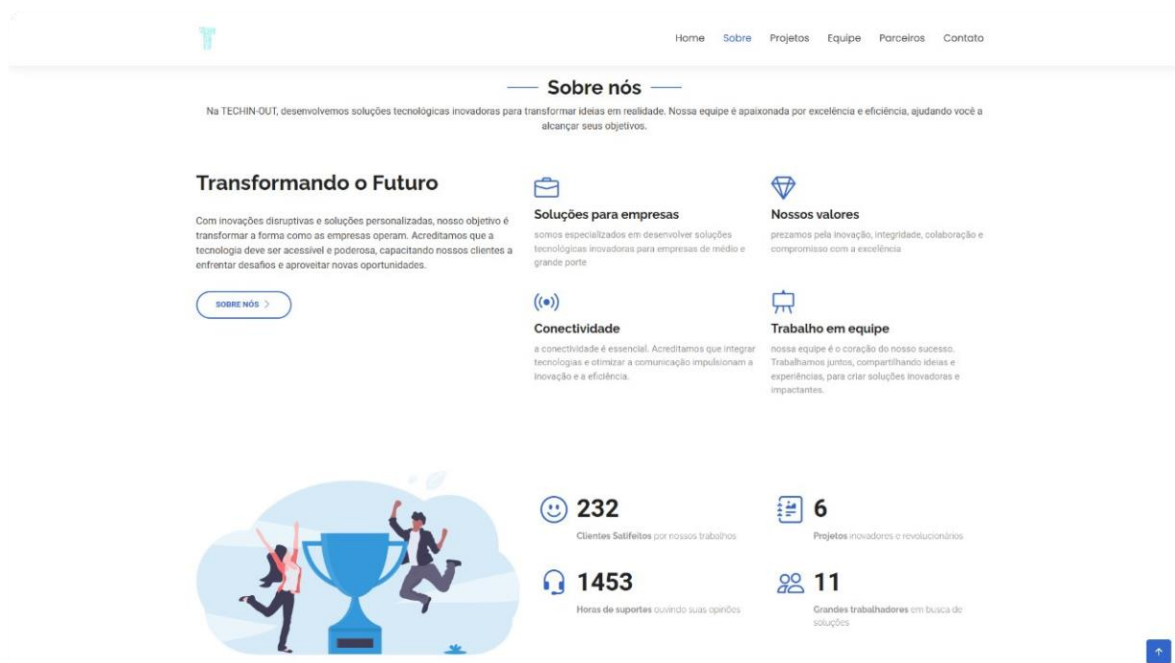 Home Sobre Projetos Equipe Parceiros Contato
Sobre nós
Na TECHIN-OUT, desenvolvemos soluções tecnológicas inovadoras para transformar ideias em realidade. Nossa equipe é apaixonada por excelência e eficiência, ajudando você a
alcançar seus objetivos.
Transformando o Futuro
Com inovações disruptivas e soluções personalizadas, nosso objetivo é
transformar a forma como as empresas operam. Acreditamos que a
tecnologia deve ser acessível e poderosa, capacitando nossos clientes a
enfrentar desafios e aproveitar novas oportunidades.
SOBRE NÓS
Soluções para empresas
somos especializados em desenvolver soluções
tecnológicas inovadoras para empresas de médio e
grande porte
Nossos valores
prezamos pela inovação, integridade, colaboração e
compromisso com a excelência
Conectividade
a conectividade é essencial. Acreditamos que integrar
tecnologias e otimizar a comunicação impulsionam a
inovação e a eficiência.
Trabalho em equipe
nossa equipe é o coração do nosso sucesso.
Trabalhamos juntos, compartilhando ideias e
experiências, para criar soluções inovadoras e
impactantes.
232
Clientes Satifeitos por nossos trabalhos
6
Projetos inovadores e revolucionários
1453
Horas de suportes ouvindo suas opiniões
11
Grandes trabalhadores em busca de
soluções